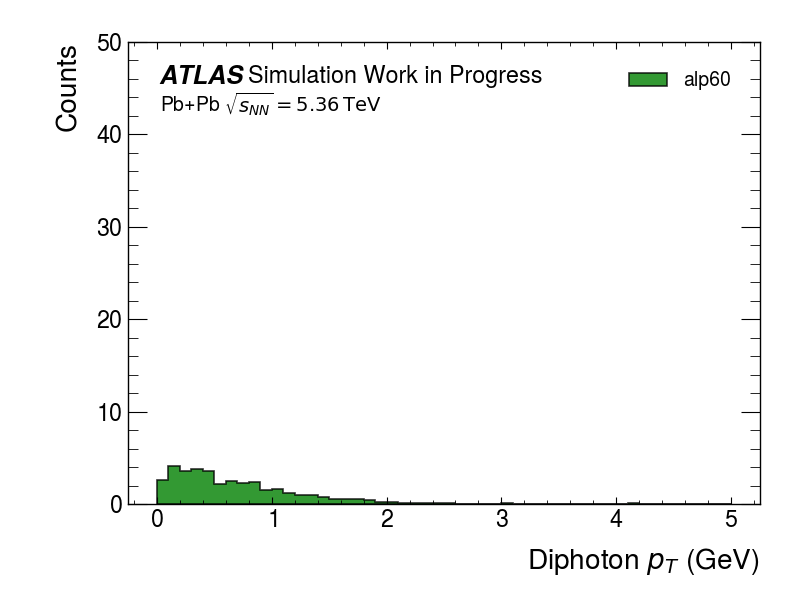 50
40
30
20
10
0
Counts
ATLAS Simulation Work in Progress
Pb+Pb √s_NN = 5.36 TeV
alp60
0 1 2 3 4 5
Diphoton p_T (GeV)